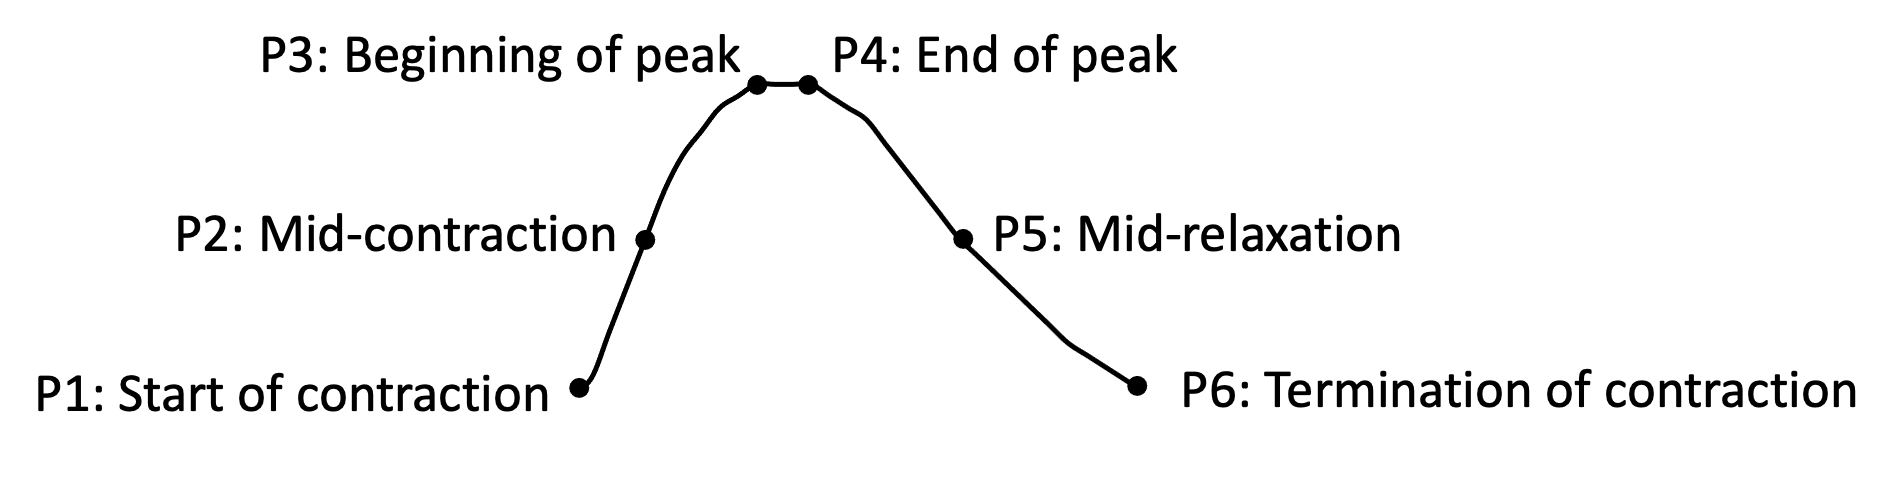 P3: Beginning of peak
P4: End of peak
P2: Mid-contraction
P5: Mid-relaxation
P1: Start of contraction
P6: Termination of contraction